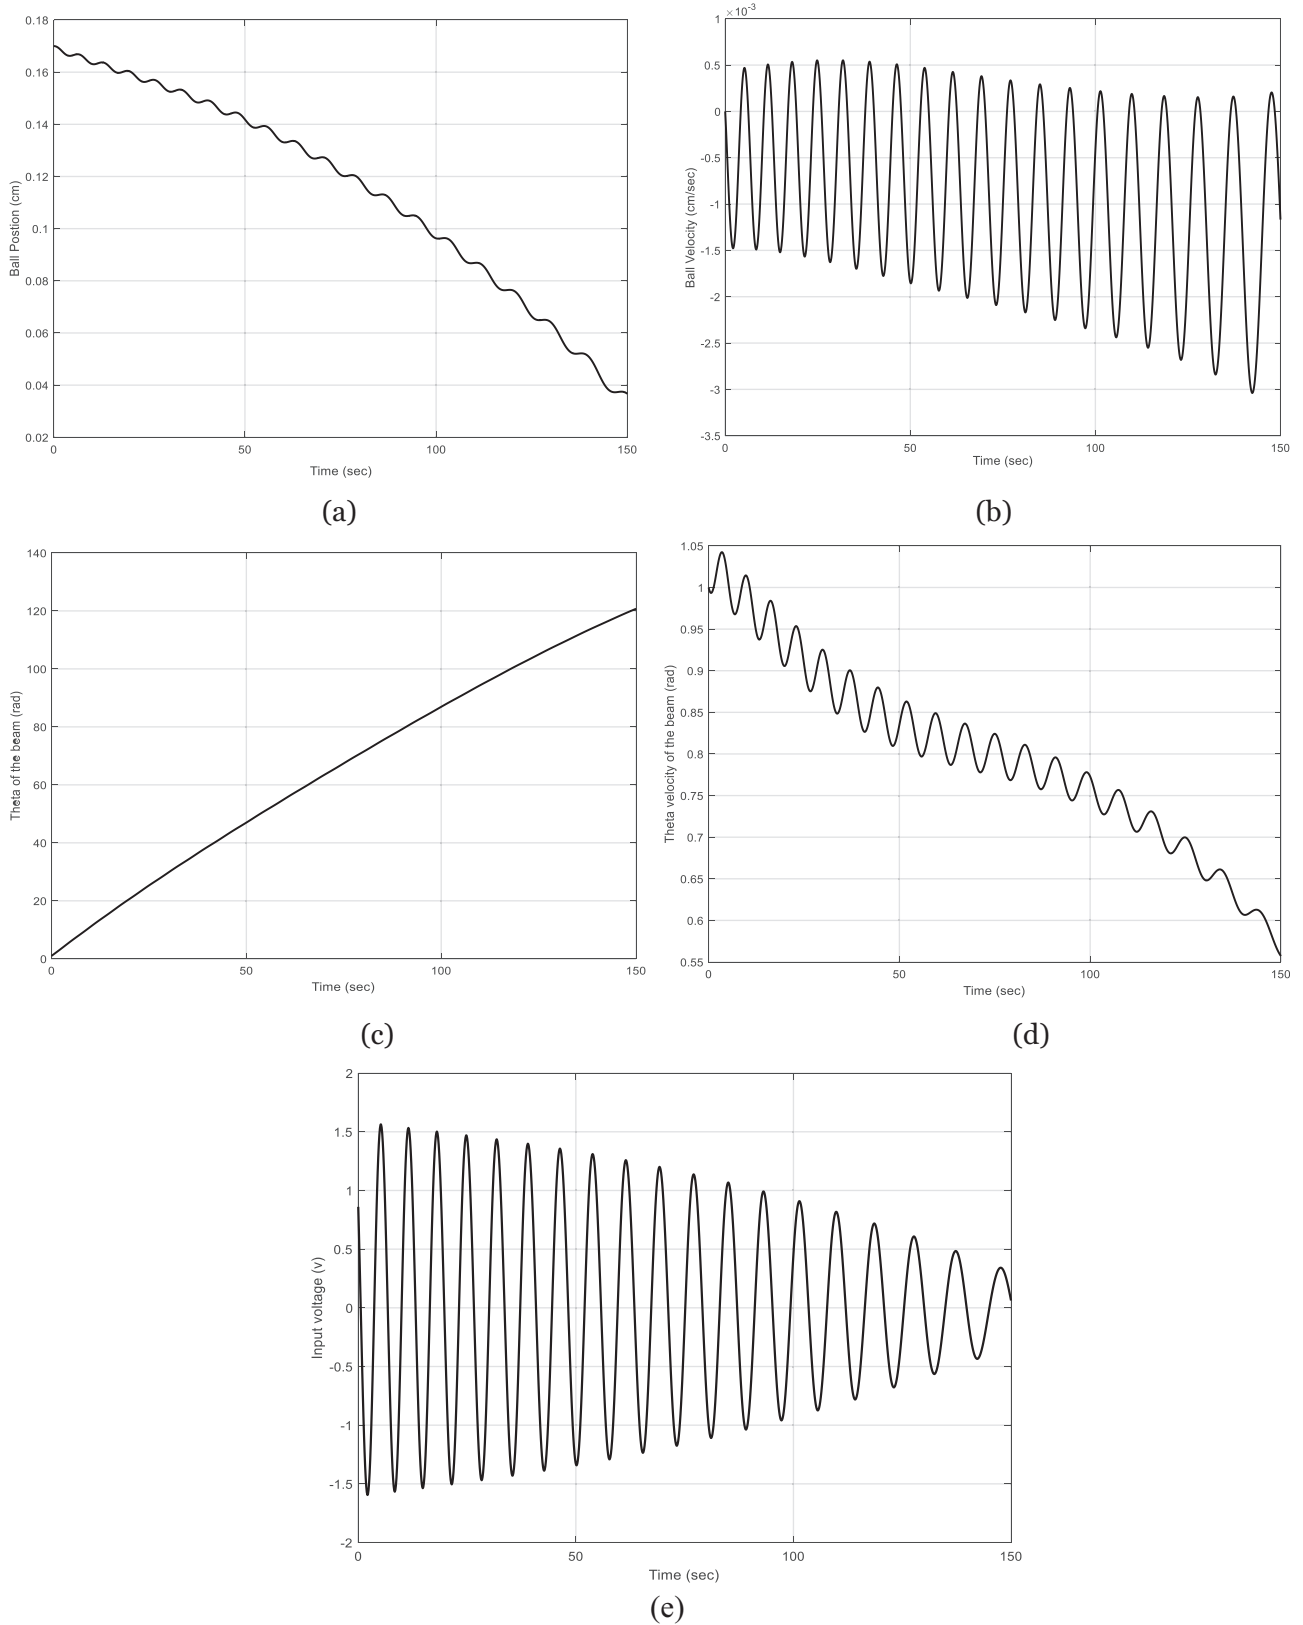 0.18
0.16
0.14
0.12
0.1
0.08
0.06
0.04
0.02
0 50 100 150
Ball Postion (cm)
Time (sec)
(a)
× 10-3
1
0.5
0
-0.5
-1
-1.5
-2
-2.5
-3
-3.5
0 50 100 150
Ball Velocity (cm/sec)
Time (sec)
(b)
140
120
100
80
60
40
20
0
0 50 100 150
Theta of the beam (rad)
Time (sec)
(c)
1.05
1
0.95
0.9
0.85
0.8
0.75
0.7
0.65
0.6
0.55
0 50 100 150
Theta velocity of the beam (rad)
Time (sec)
(d)
2
1.5
1
0.5
0
-0.5
-1
-1.5
-2
0 50 100 150
Input voltage (v)
Time (sec)
(e)